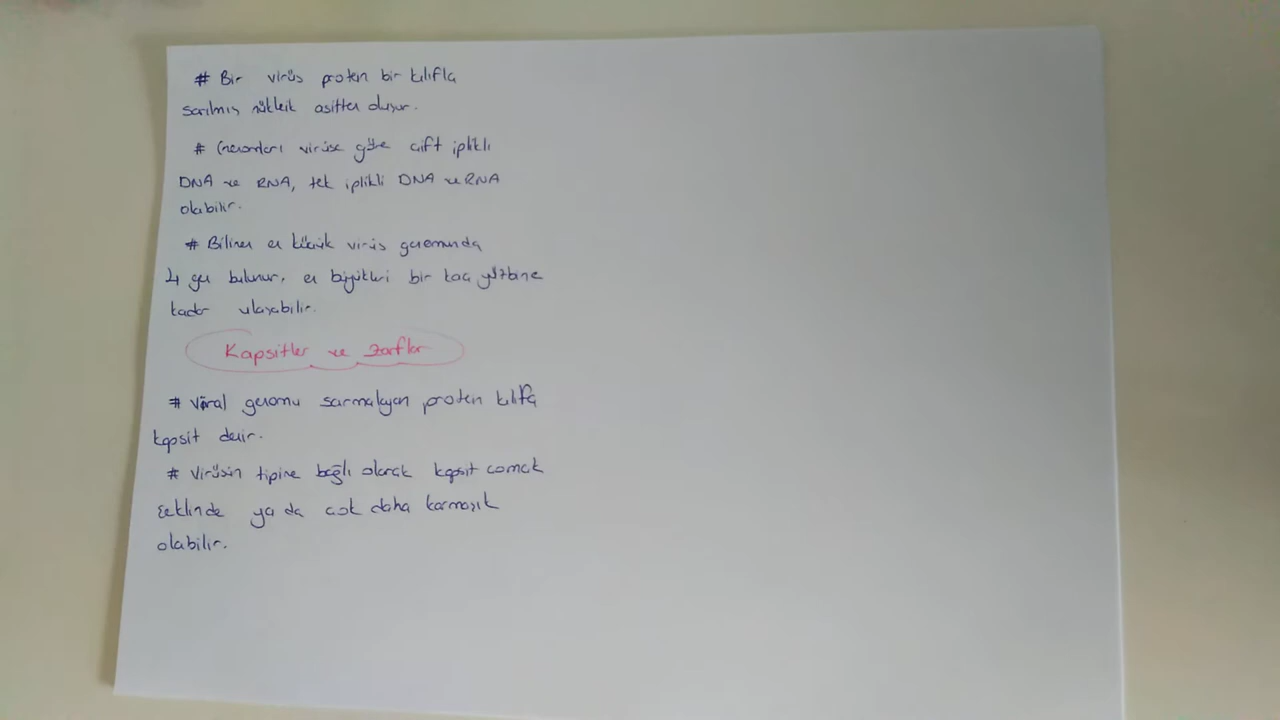 # Bir virüs protein bir kılıfla
sarılmış nükleik asitten oluşur.
# Genomları virüse göre çift iplikli
DNA ve RNA, tek iplikli DNA ve RNA
olabilir.
# Bilinen en küçük virüs genomunda
4 gen bulunur, en büyükleri bir kaç yüzbine
kadar ulaşabilir.
Kapsitler ve zarflar
# Viral genomu sarmalayan protein kılıfa
kapsit denir.
# Virüsün tipine bağlı olarak kapsit comak
şeklinde ya da çok daha karmaşık
olabilir.